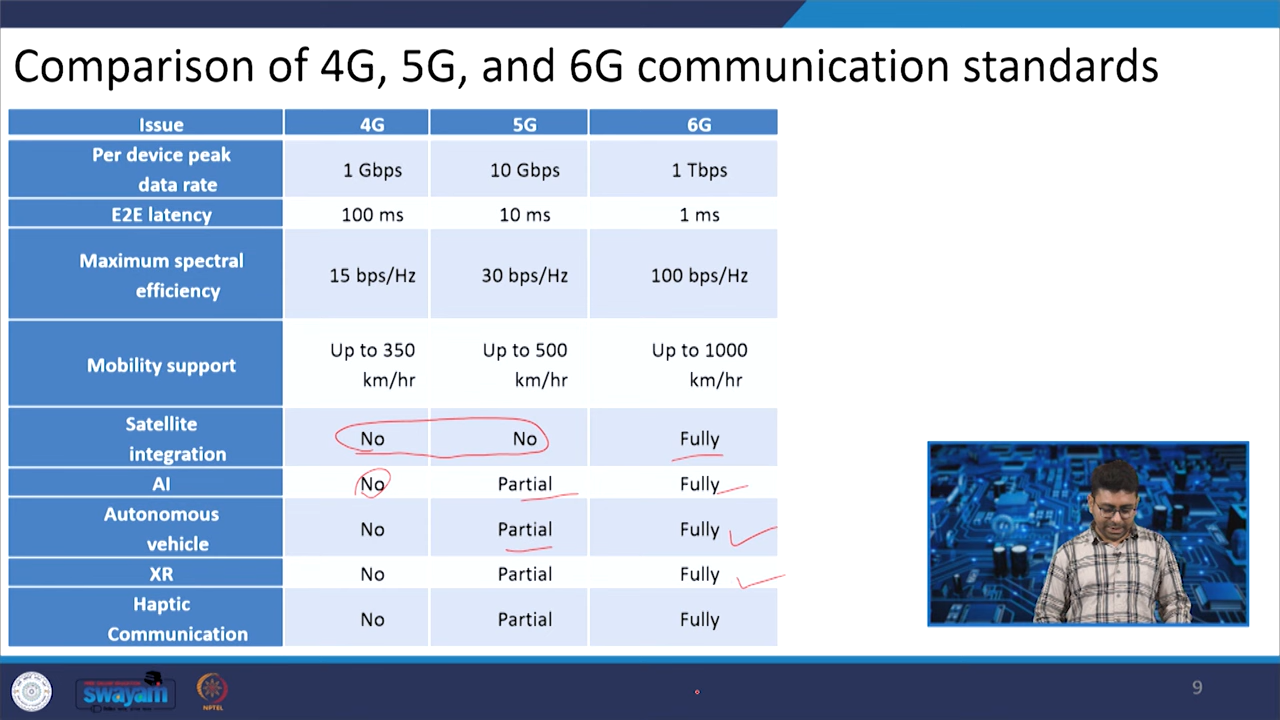 Comparison of 4G, 5G, and 6G communication standards
Issue 4G 5G 6G
Per device peak
data rate
1 Gbps 10 Gbps 1 Tbps
E2E latency 100 ms 10 ms 1 ms
Maximum spectral
efficiency
15 bps/Hz 30 bps/Hz 100 bps/Hz
Mobility support
Up to 350
km/hr
Up to 500
km/hr
Up to 1000
km/hr
Satellite
integration
No No Fully
AI No Partial Fully
Autonomous
vehicle
No Partial Fully
XR No Partial Fully
Haptic
Communication
No Partial Fully
swayam
NPTEL
9